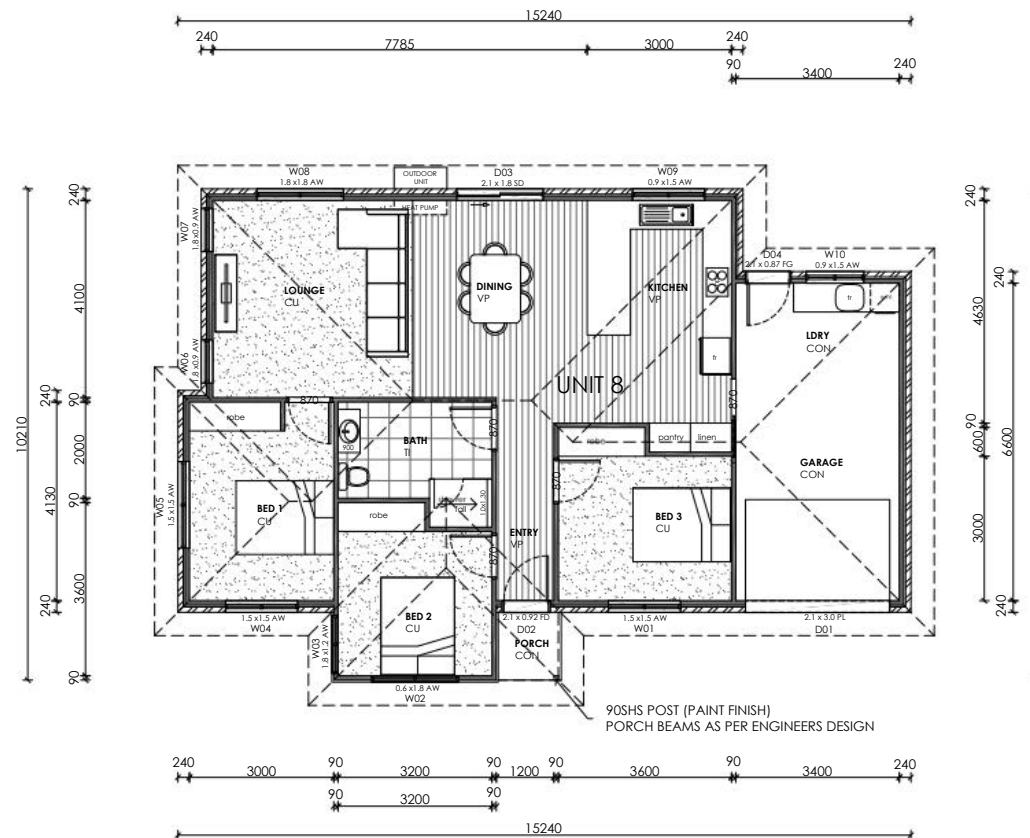 15240
240
7785
3000
240
90
3400
240
W08
1.8 x1.8 AW
OUTDOOR
UNIT
HEAT PUMP
D03
2.1 x 1.8 SD
W09
0.9 x1.5 AW
D04
2.1 x 0.87 FG
W10
0.9 x1.5 AW
W07
1.8 x0.9 AW
W06
1.8 x0.9 AW
LOUNGE
CU
DINING
VP
KITCHEN
VP
fr
fr
LDRY
CON
UNIT 8
870
870
870
870
870
robe
900
BATH
TI
robe
pantry
linen
GARAGE
CON
W05
1.5 x1.5 AW
BED 1
CU
robe
BED 3
CU
ENTRY
VP
BED 2
CU
1.5 x1.5 AW
W04
W03
1.8 x1.2 AW
0.6 x1.8 AW
W02
2.1 x 0.92 FD
D02
PORCH
CON
1.5 x1.5 AW
W01
2.1 x 3.0 PL
D01
90SHS POST (PAINT FINISH)
PORCH BEAMS AS PER ENGINEERS DESIGN
10210
240
4100
240
4130
240
90
240
90
2000
90
3600
90
240
4630
90
600
3000
240
240
6600
240
240
3000
90
3200
90
1200
90
3600
90
3400
240
90
3200
90
15240